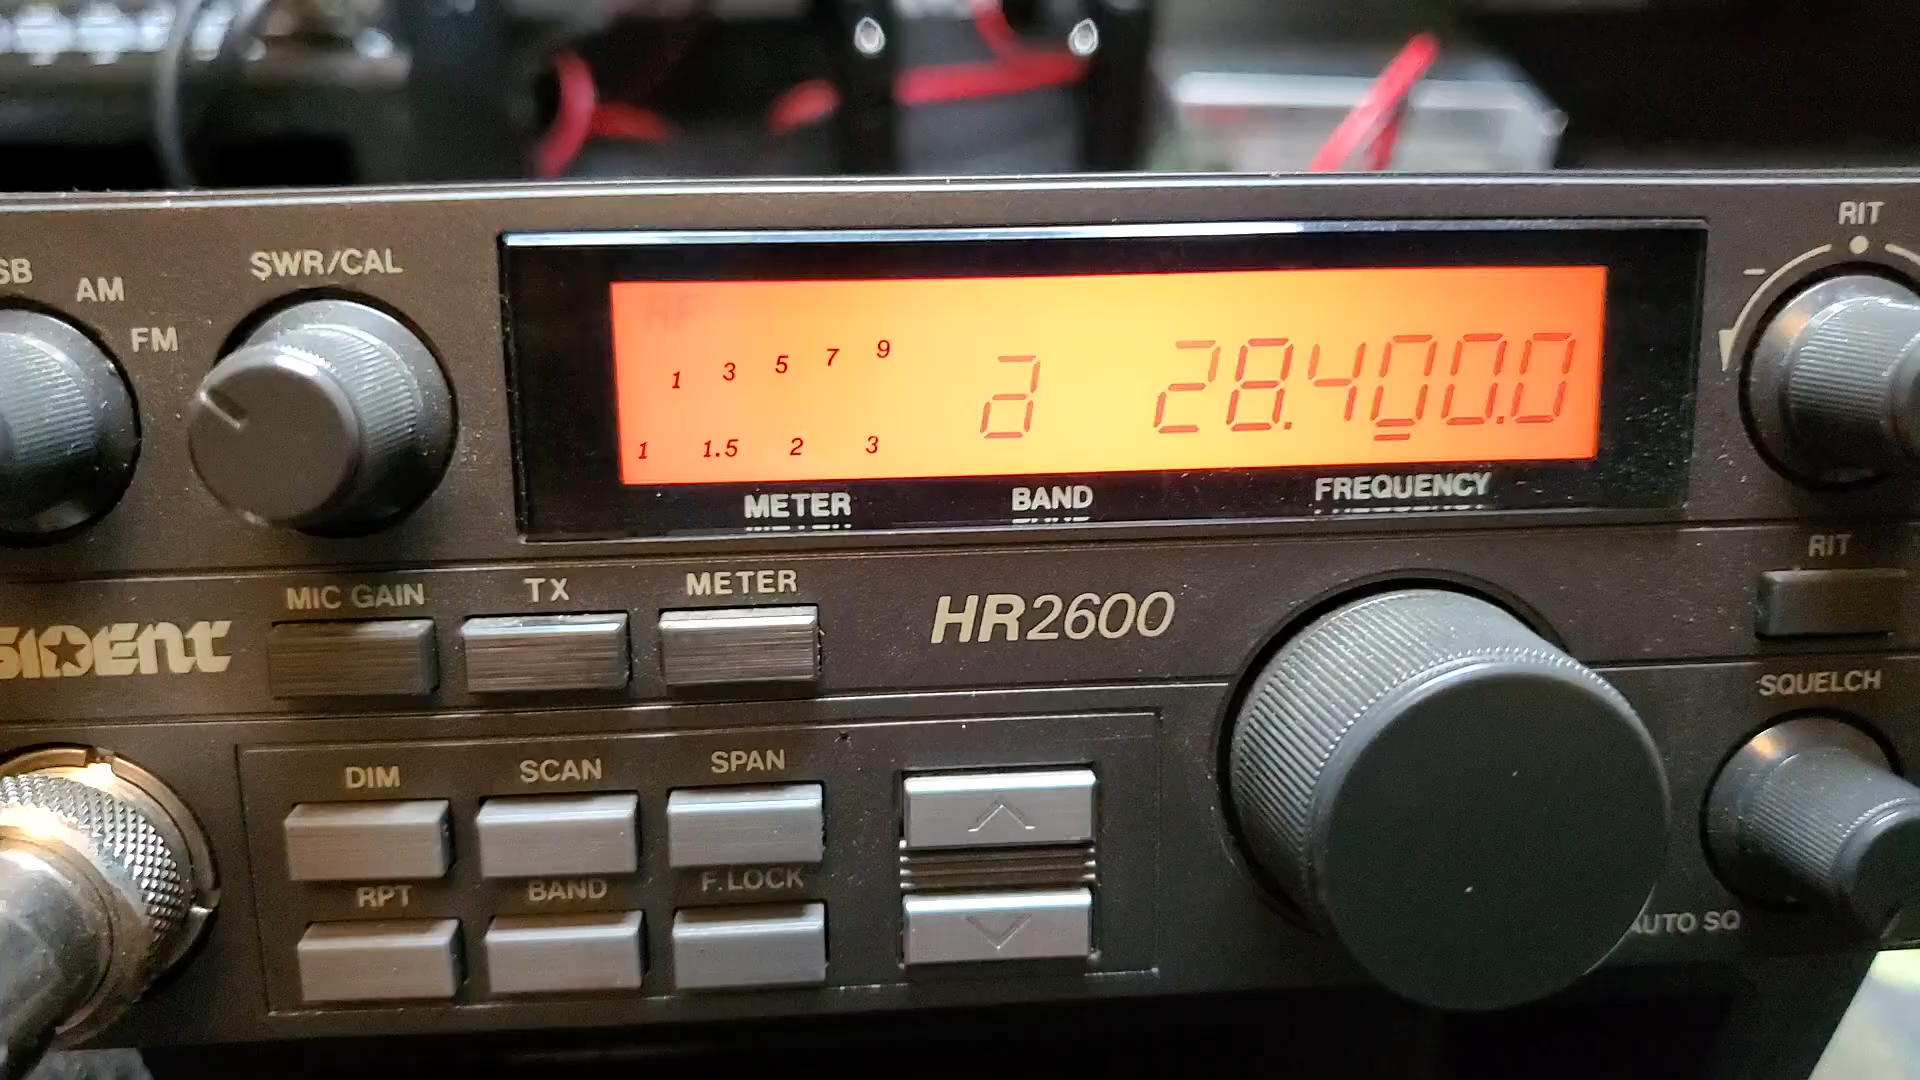 SB
AM
FM
SWR/CAL
RF
1 3 5 7 9
1 1.5 2 3
a
28.400.0
METER
BAND
FREQUENCY
RIT
−
SIDENT
MIC GAIN
TX
METER
HR2600
RIT
SQUELCH
AUTO SQ
DIM
SCAN
SPAN
RPT
BAND
F.LOCK